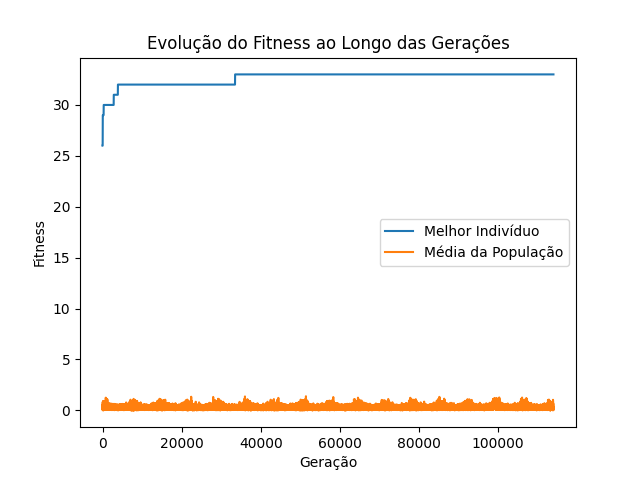 Evolução do Fitness ao Longo das Gerações
Fitness
30
25
20
15
10
5
0
Melhor Indivíduo
Média da População
0 20000 40000 60000 80000 100000
Geração